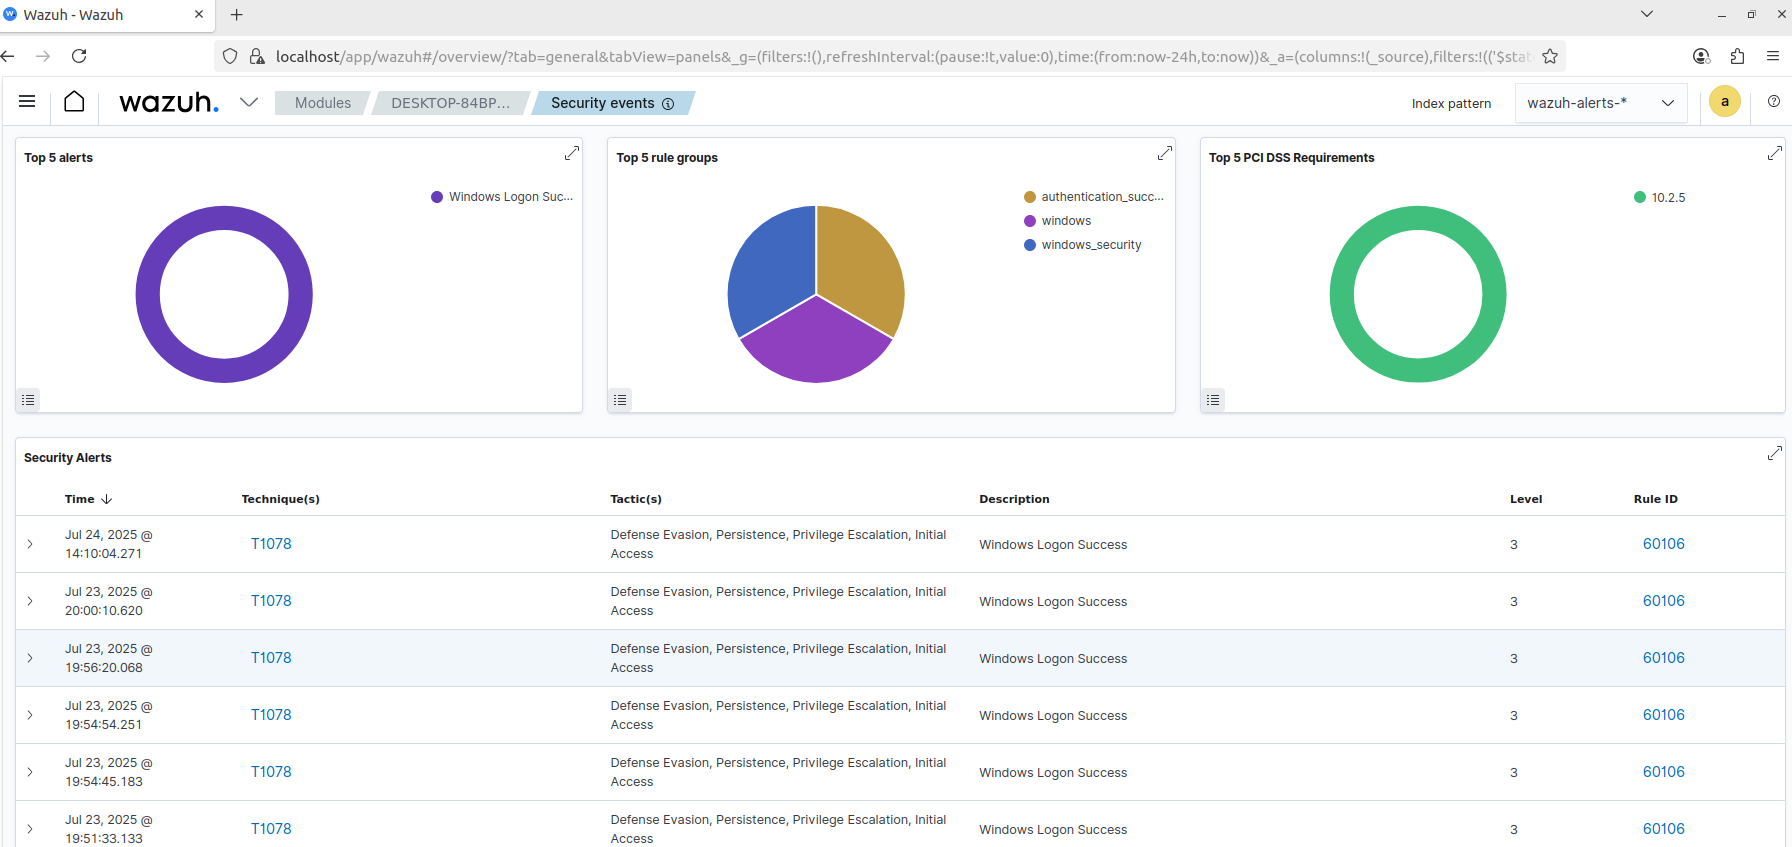 Wazuh - Wazuh
localhost/app/wazuh#/overview/?tab=general&tabView=panels&_g=(filters:!(),refreshInterval:(pause:!t,value:0),time:(from:now-24h,to:now))&_a=(columns:!(_source),filters:!(('$stat
wazuh. Modules DESKTOP-84BP... Security events Index pattern wazuh-alerts-* a
Top 5 alerts
Windows Logon Suc...
Top 5 rule groups
authentication_succ...
windows
windows_security
Top 5 PCI DSS Requirements
10.2.5
Security Alerts
Time Technique(s) Tactic(s) Description Level Rule ID
Jul 24, 2025 @
14:10:04.271
T1078
Defense Evasion, Persistence, Privilege Escalation, Initial
Access
Windows Logon Success
3
60106
Jul 23, 2025 @
20:00:10.620
T1078
Defense Evasion, Persistence, Privilege Escalation, Initial
Access
Windows Logon Success
3
60106
Jul 23, 2025 @
19:56:20.068
T1078
Defense Evasion, Persistence, Privilege Escalation, Initial
Access
Windows Logon Success
3
60106
Jul 23, 2025 @
19:54:54.251
T1078
Defense Evasion, Persistence, Privilege Escalation, Initial
Access
Windows Logon Success
3
60106
Jul 23, 2025 @
19:54:45.183
T1078
Defense Evasion, Persistence, Privilege Escalation, Initial
Access
Windows Logon Success
3
60106
Jul 23, 2025 @
19:51:33.133
T1078
Defense Evasion, Persistence, Privilege Escalation, Initial
Access
Windows Logon Success
3
60106